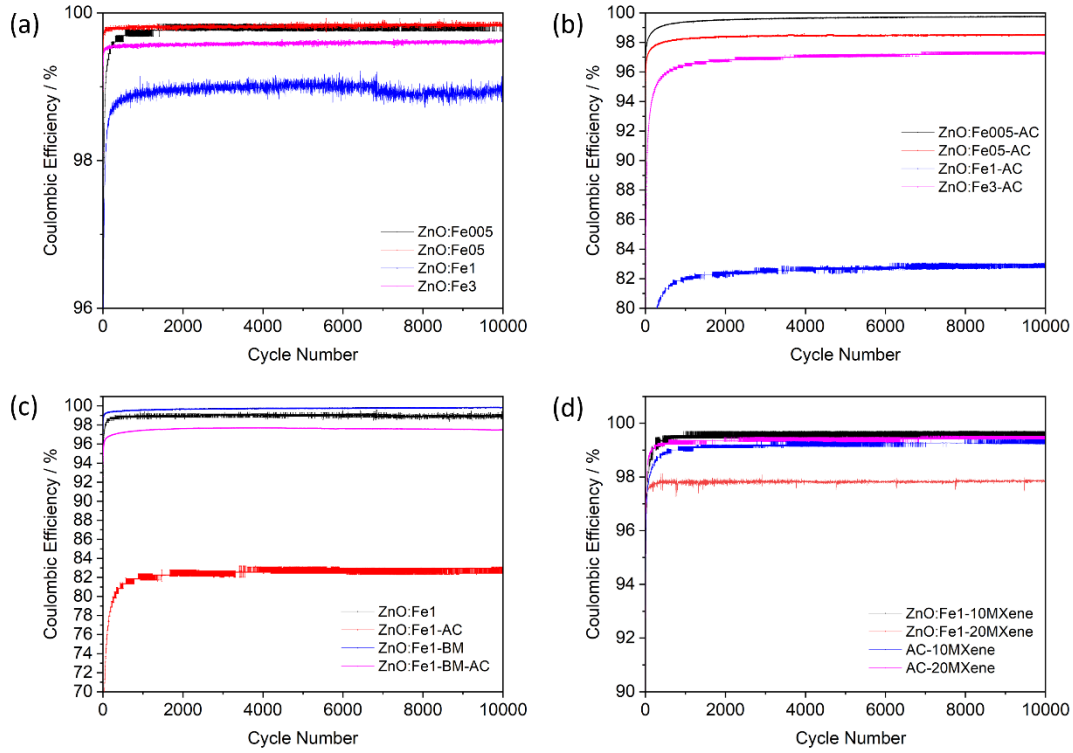 (a)
100
98
96
Coulombic Efficiency / %
ZnO:Fe005
ZnO:Fe05
ZnO:Fe1
ZnO:Fe3
0 2000 4000 6000 8000 10000
Cycle Number
(b)
100
98
96
94
92
90
88
86
84
82
80
Coulombic Efficiency / %
ZnO:Fe005-AC
ZnO:Fe05-AC
ZnO:Fe1-AC
ZnO:Fe3-AC
0 2000 4000 6000 8000 10000
Cycle Number
(c)
100
98
96
94
92
90
88
86
84
82
80
78
76
74
72
70
Coulombic Efficiency / %
ZnO:Fe1
ZnO:Fe1-AC
ZnO:Fe1-BM
ZnO:Fe1-BM-AC
0 2000 4000 6000 8000 10000
Cycle Number
(d)
100
98
96
94
92
90
Coulombic Efficiency / %
ZnO:Fe1-10MXene
ZnO:Fe1-20MXene
AC-10MXene
AC-20MXene
0 2000 4000 6000 8000 10000
Cycle Number